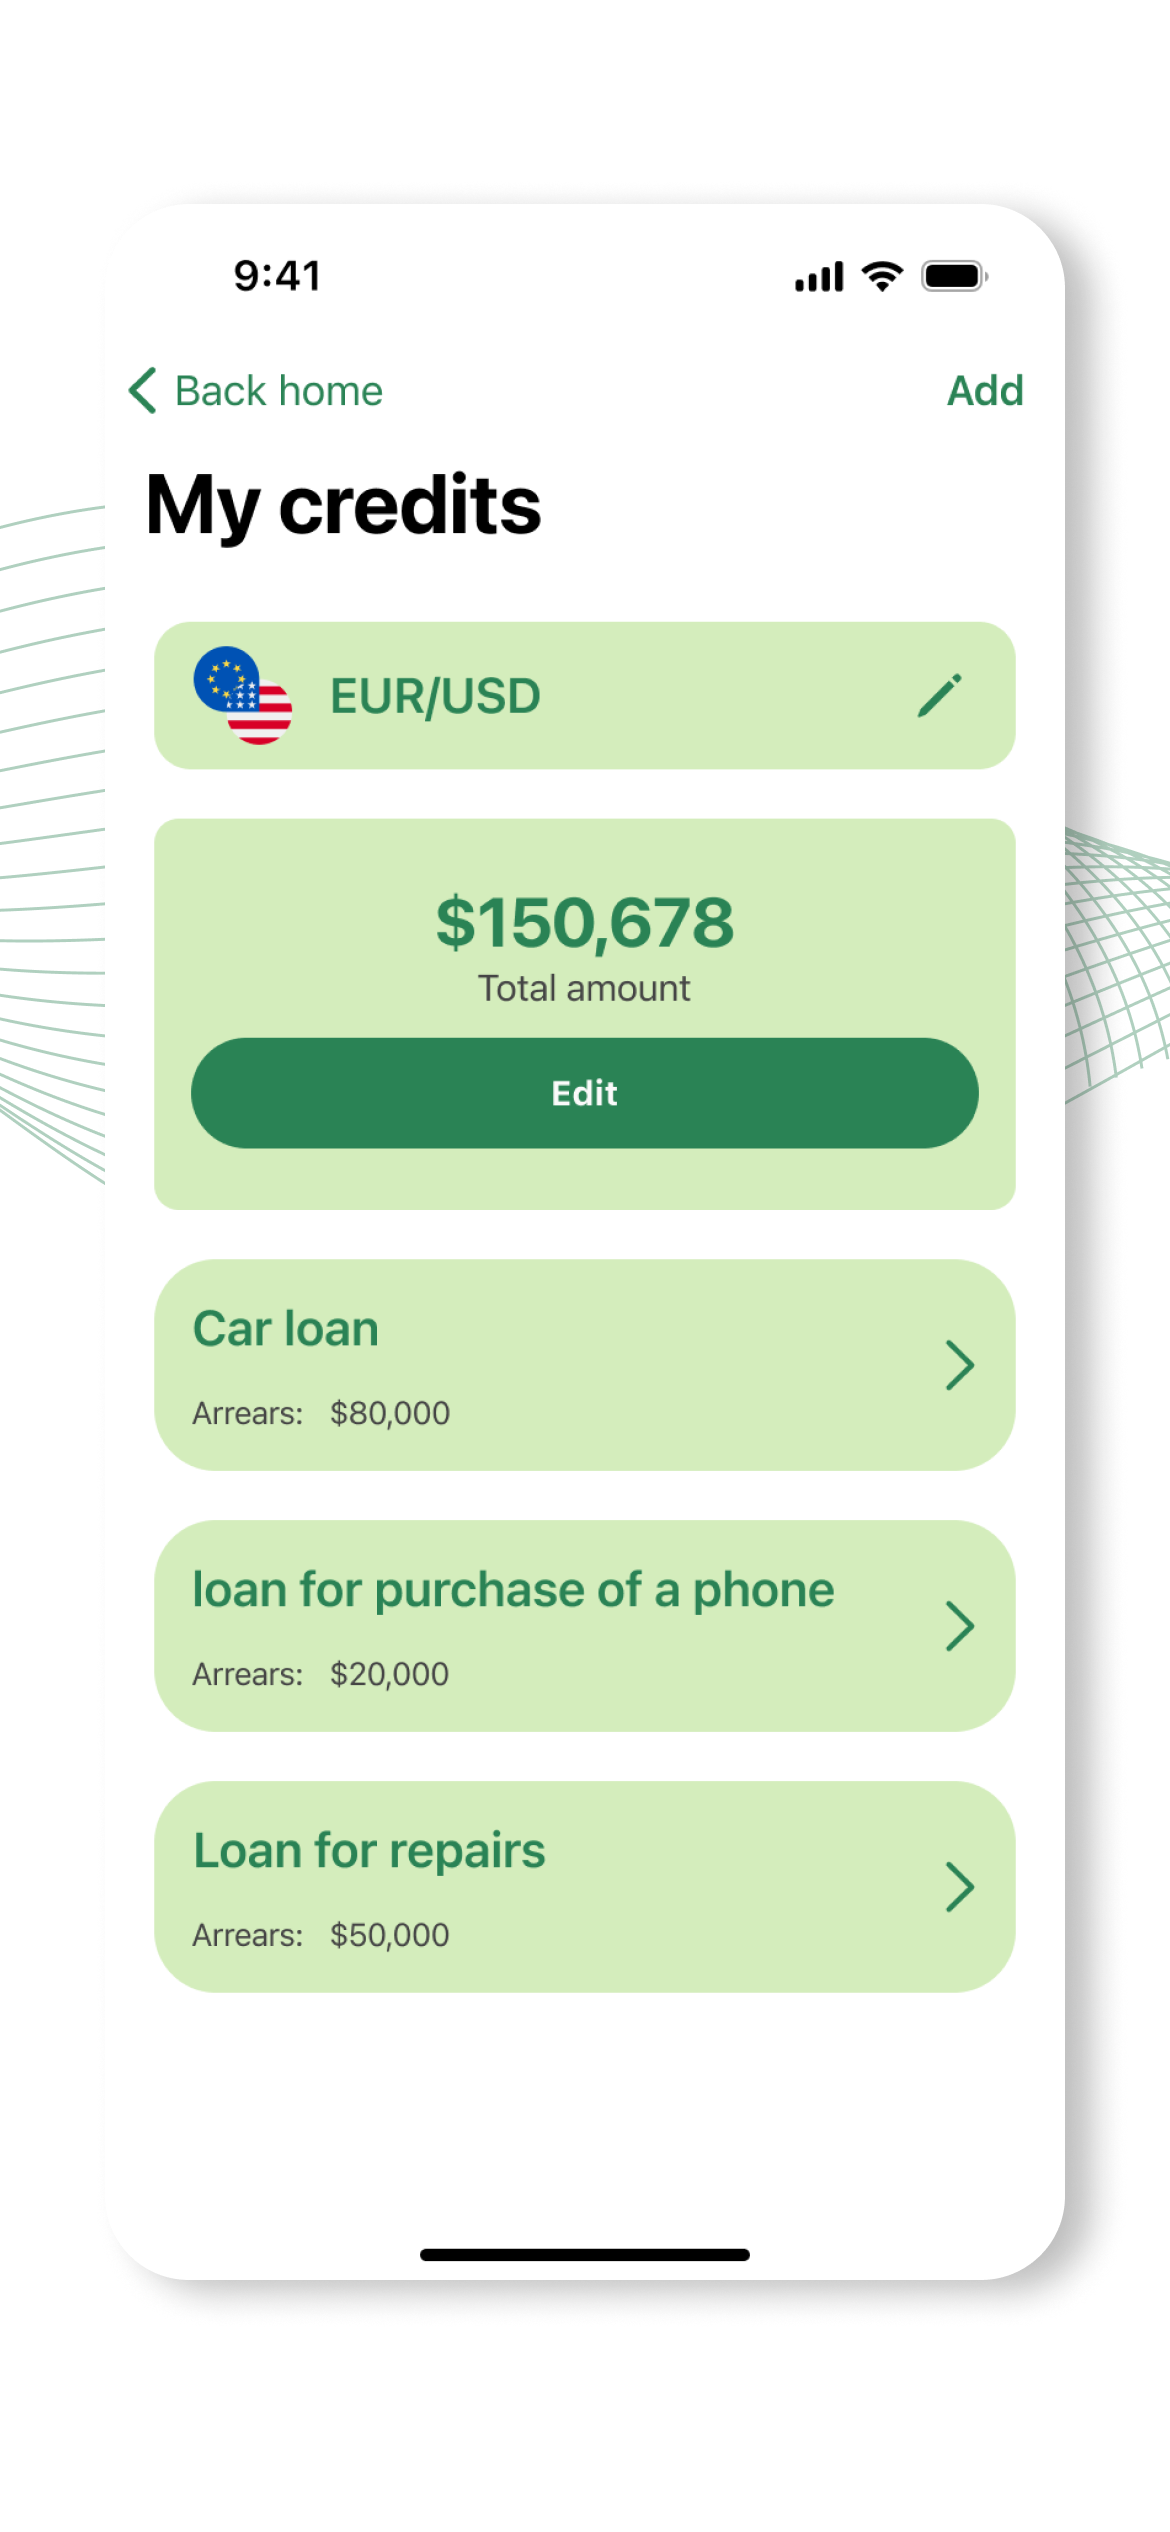 9:41
Back home
Add
My credits
EUR/USD
$150,678
Total amount
Edit
Car loan
Arrears: $80,000
loan for purchase of a phone
Arrears: $20,000
Loan for repairs
Arrears: $50,000